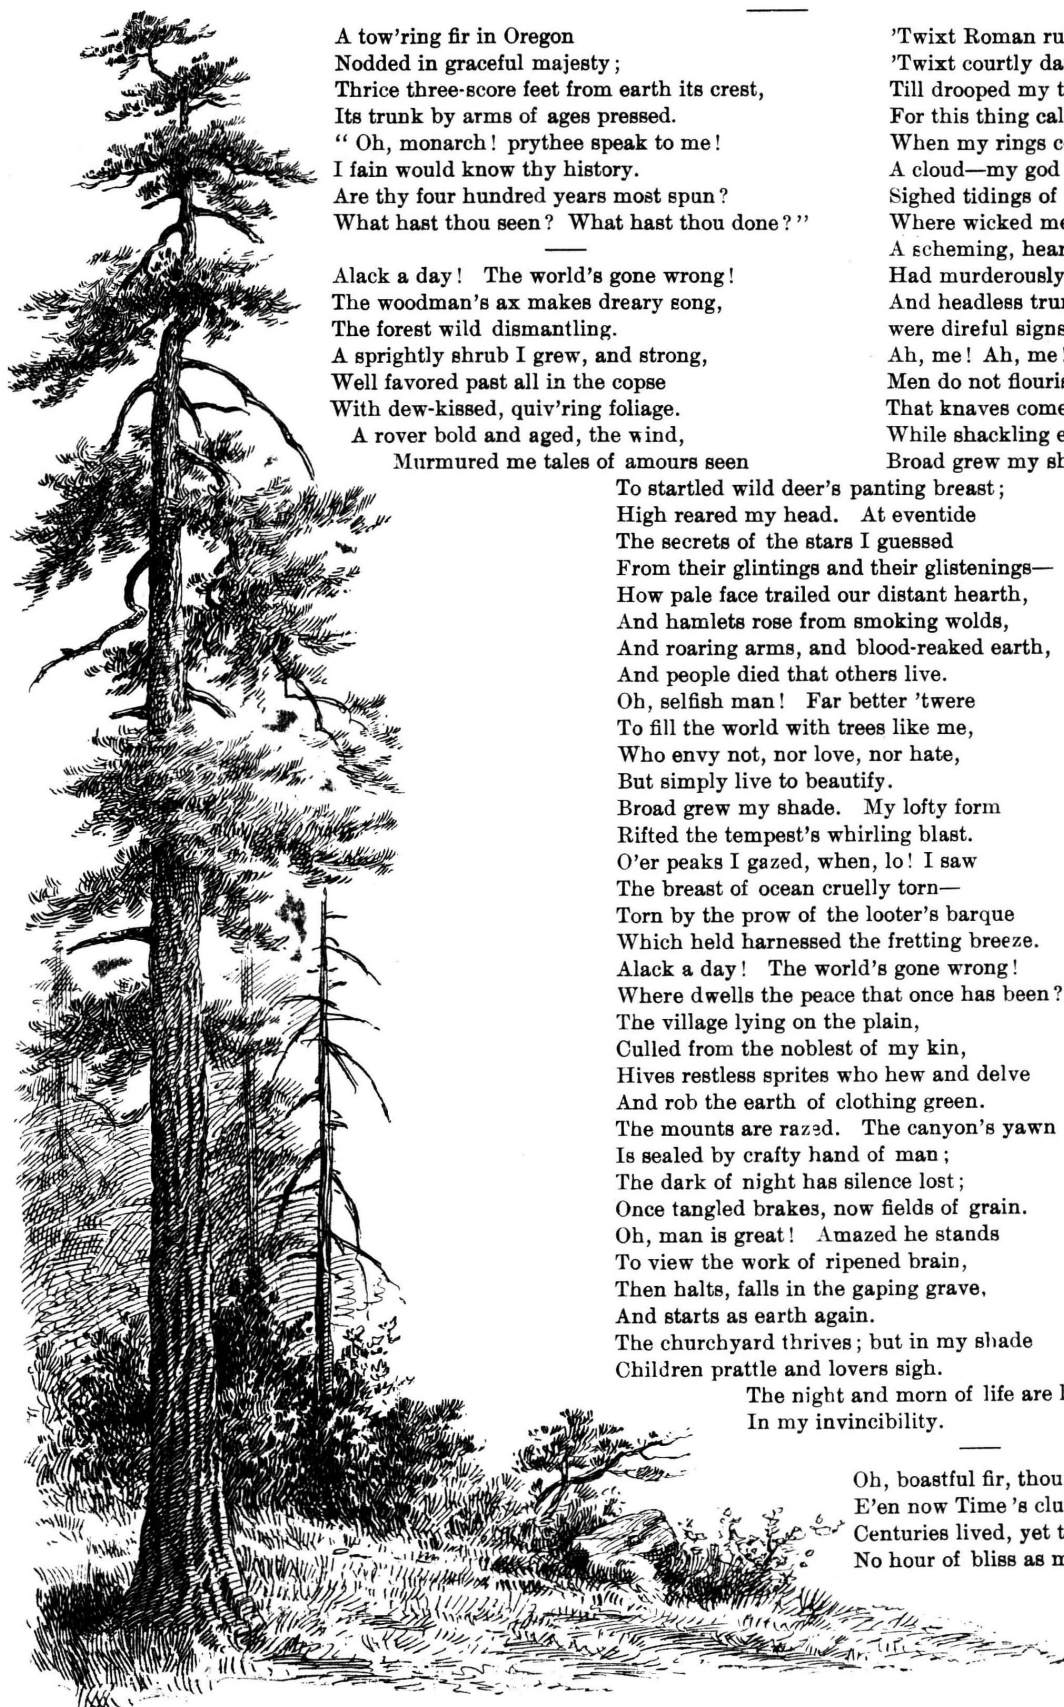 A tow'ring fir in Oregon
Nodded in graceful majesty;
Thrice three-score feet from earth its crest,
Its trunk by arms of ages pressed.
“Oh, monarch! prythee speak to me!
I fain would know thy history.
Are thy four hundred years most spun?
What hast thou seen? What hast thou done?”
Alack a day! The world's gone wrong!
The woodman's ax makes dreary song,
The forest wild dismantling.
A sprightly shrub I grew, and strong,
Well favored past all in the copse
With dew-kissed, quiv'ring foliage.
A rover bold and aged, the wind,
Murmured me tales of amours seen
'Twixt Roman ru
'Twixt courtly da
Till drooped my t
For this thing cal
When my rings c
A cloud—my god
Sighed tidings of
Where wicked me
A scheming, hear
Had murderously
And headless trun
were direful signs
Ah, me! Ah, me!
Men do not flouris
That knaves come
While shackling e
Broad grew my sh
To startled wild deer's panting breast;
High reared my head. At eventide
The secrets of the stars I guessed
From their glintings and their glistenings—
How pale face trailed our distant hearth,
And hamlets rose from smoking wolds,
And roaring arms, and blood-reaked earth,
And people died that others live.
Oh, selfish man! Far better 'twere
To fill the world with trees like me,
Who envy not, nor love, nor hate,
But simply live to beautify.
Broad grew my shade. My lofty form
Rifted the tempest's whirling blast.
O'er peaks I gazed, when, lo! I saw
The breast of ocean cruelly torn—
Torn by the prow of the looter's barque
Which held harnessed the fretting breeze.
Alack a day! The world's gone wrong!
Where dwells the peace that once has been?
The village lying on the plain,
Culled from the noblest of my kin,
Hives restless sprites who hew and delve
And rob the earth of clothing green.
The mounts are razed. The canyon's yawn
Is sealed by crafty hand of man;
The dark of night has silence lost;
Once tangled brakes, now fields of grain.
Oh, man is great! Amazed he stands
To view the work of ripened brain,
Then halts, falls in the gaping grave,
And starts as earth again.
The churchyard thrives; but in my shade
Children prattle and lovers sigh.
The night and morn of life are
In my invincibility.
Oh, boastful fir, thou
E'en now Time's clu
Centuries lived, yet t
No hour of bliss as m